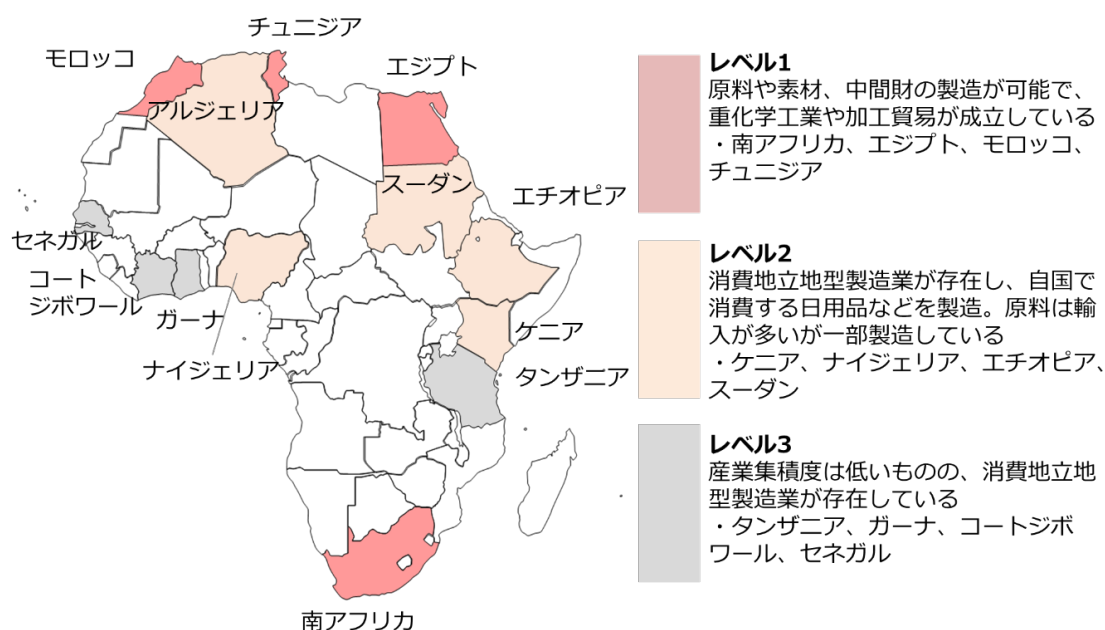 チュニジア
モロッコ
エジプト
アルジェリア
スーダン
エチオピア
セネガル
コート
ジボワール
ガーナ
ケニア
ナイジェリア
タンザニア
南アフリカ
レベル1
原料や素材、中間財の製造が可能で、
重化学工業や加工貿易が成立している
・南アフリカ、エジプト、モロッコ、
チュニジア
レベル2
消費地立地型製造業が存在し、自国で
消費する日用品などを製造。原料は輸
入が多いが一部製造している
・ケニア、ナイジェリア、エチオピア、
スーダン
レベル3
産業集積度は低いものの、消費地立地
型製造業が存在している
・タンザニア、ガーナ、コートジボ
ワール、セネガル